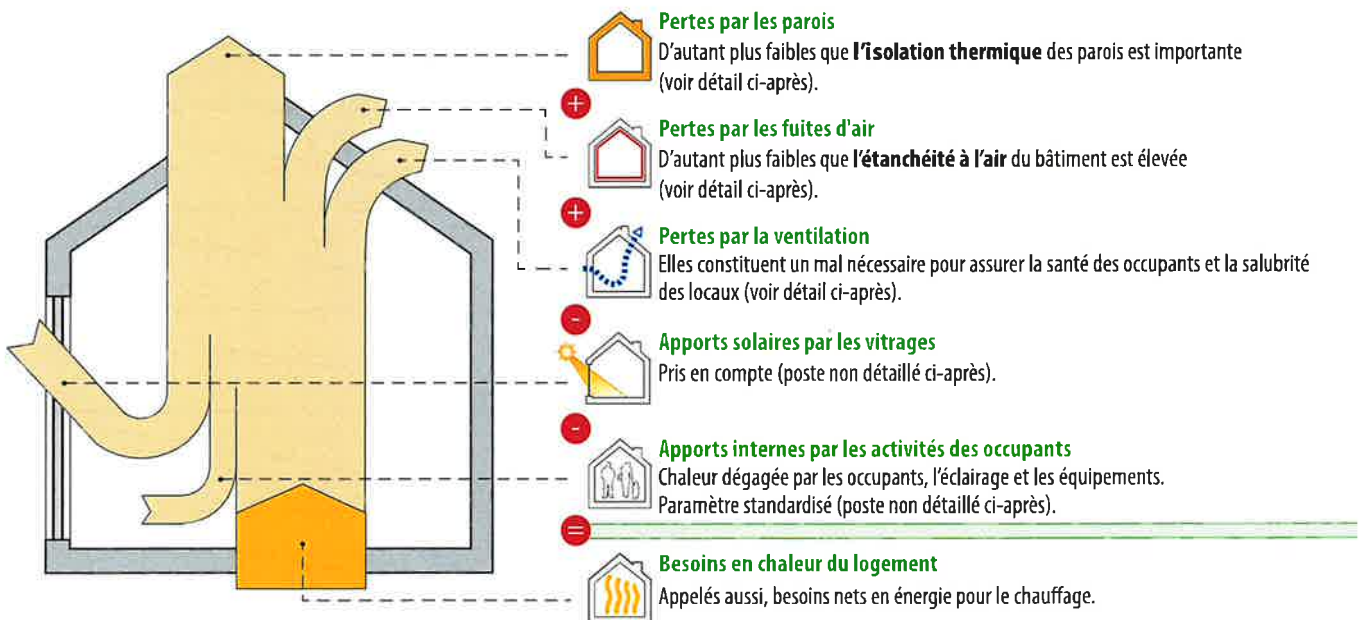 Pertes par les parois
D'autant plus faibles que l'isolation thermique des parois est importante
(voir détail ci-après).
+
Pertes par les fuites d'air
D'autant plus faibles que l'étanchéité à l'air du bâtiment est élevée
(voir détail ci-après).
+
Pertes par la ventilation
Elles constituent un mal nécessaire pour assurer la santé des occupants et la salubrité
des locaux (voir détail ci-après).
-
Apports solaires par les vitrages
Pris en compte (poste non détaillé ci-après).
-
Apports internes par les activités des occupants
Chaleur dégagée par les occupants, l'éclairage et les équipements.
Paramètre standardisé (poste non détaillé ci-après).
=
Besoins en chaleur du logement
Appelés aussi, besoins nets en énergie pour le chauffage.